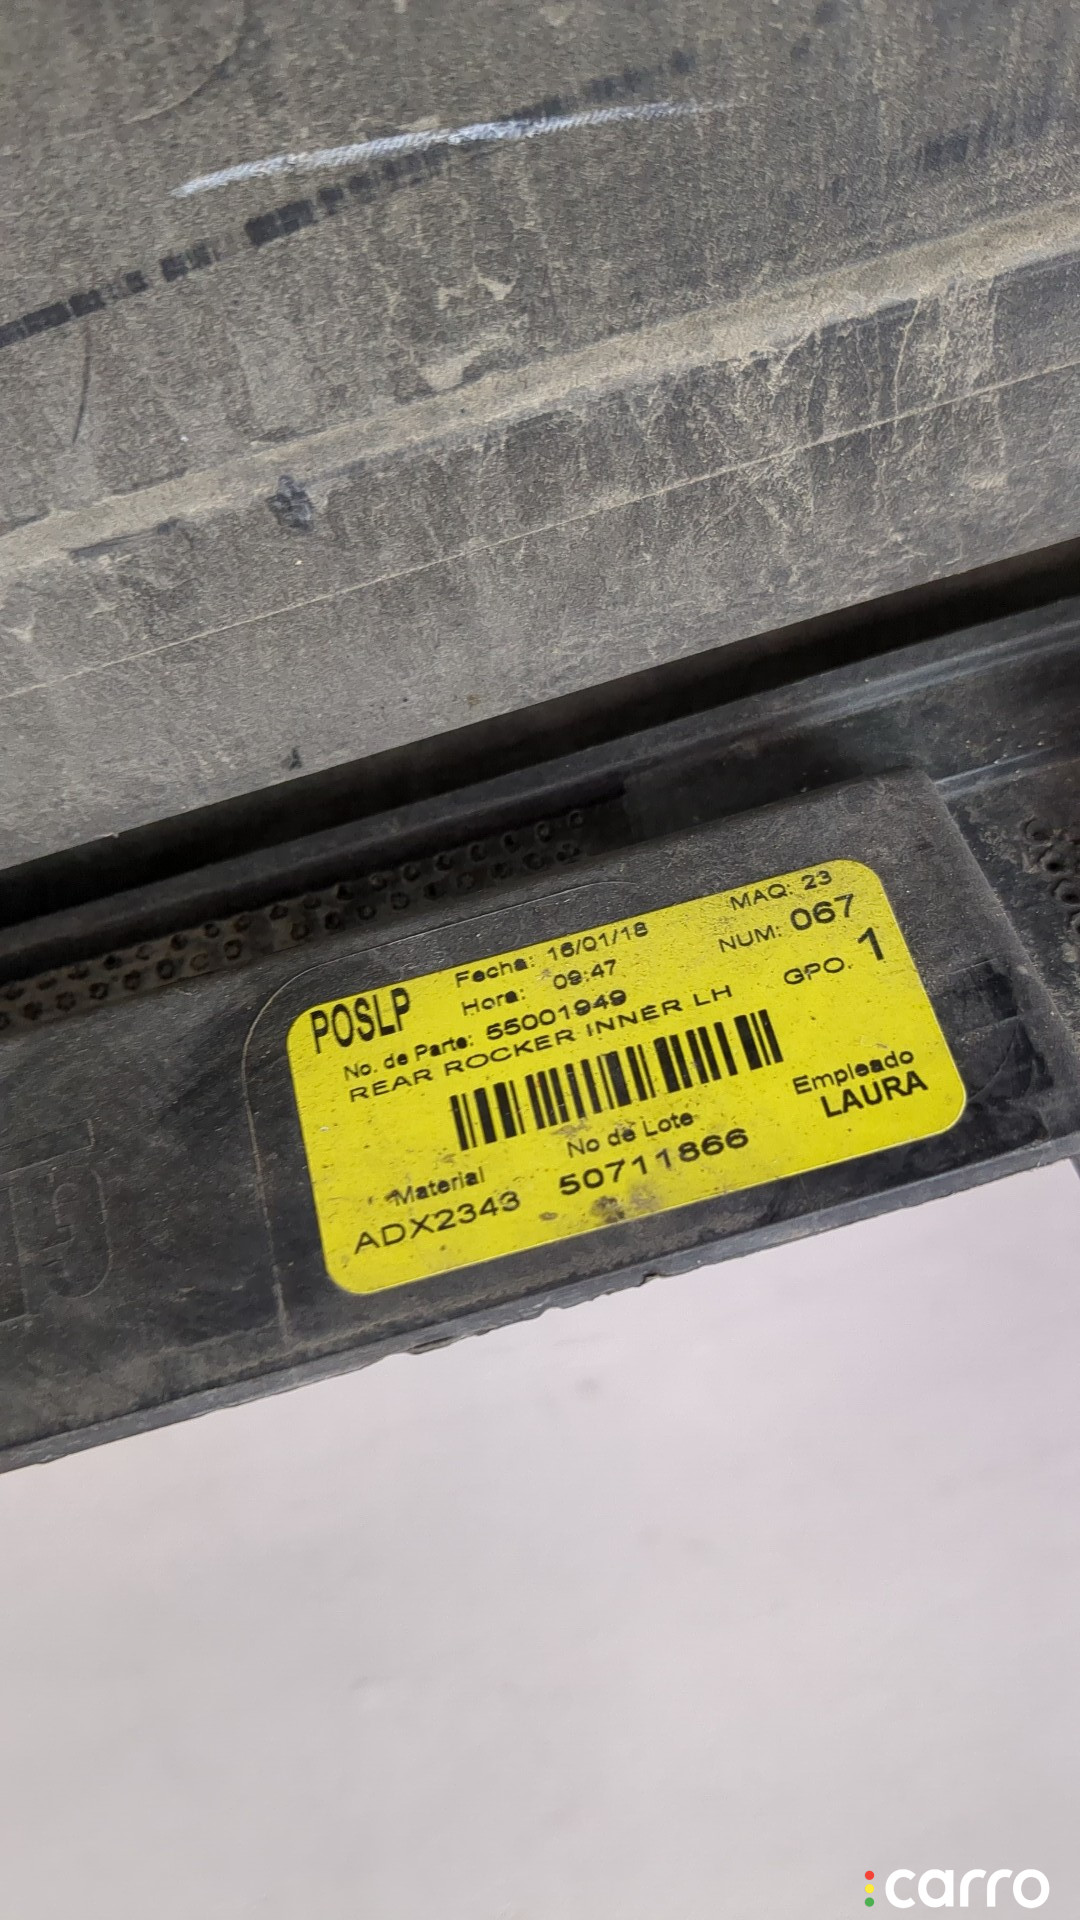 POSLP
Fecha: 16/01/18
MAQ: 23
Hora: 09:47
NUM: 067
No. de Parte: 55001949
GPO. 1
REAR ROCKER INNER LH
No de Lote
Empleado
Material
50711866
LAURA
ADX2343
carro